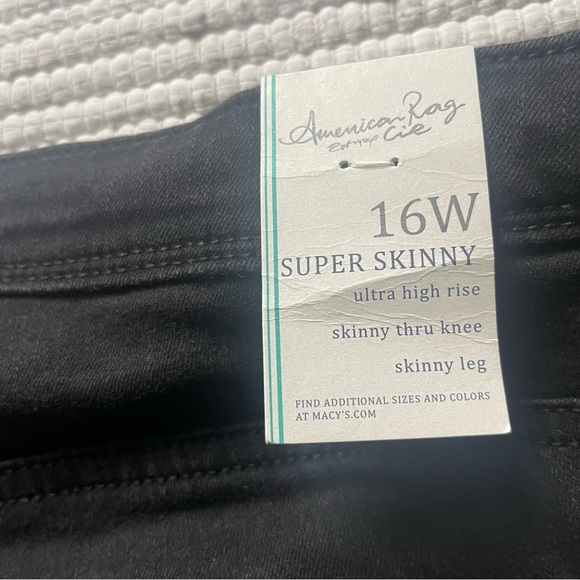 American Rag
Cie
16W
SUPER SKINNY
ultra high rise
skinny thru knee
skinny leg
FIND ADDITIONAL SIZES AND COLORS
AT MACY'S.COM